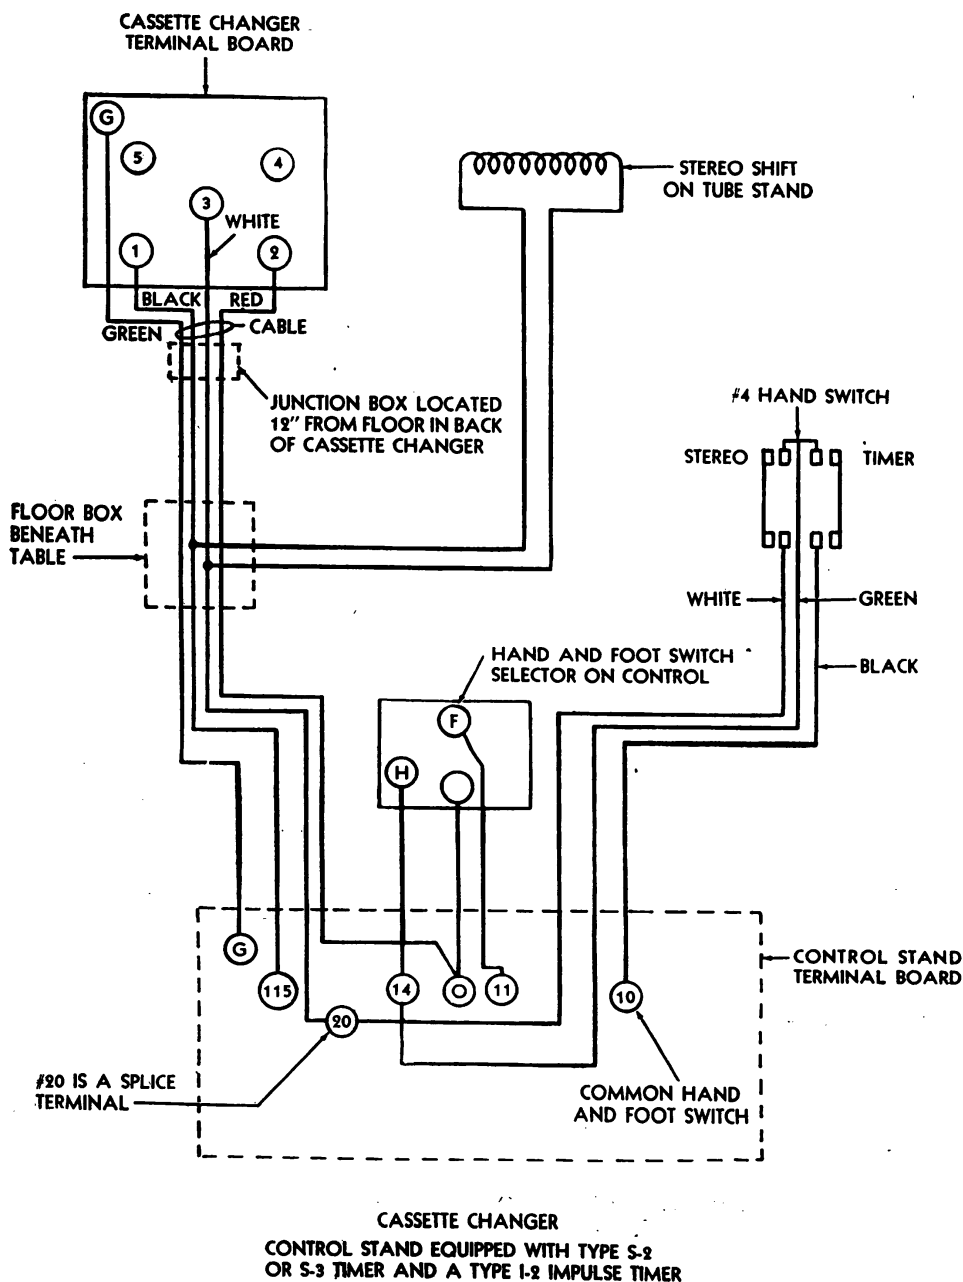 CASSETTE CHANGER
TERMINAL BOARD
G
5
4
3
WHITE
1
2
BLACK
RED
GREEN
CABLE
STEREO SHIFT
ON TUBE STAND
JUNCTION BOX LOCATED
12" FROM FLOOR IN BACK
OF CASSETTE CHANGER
#4 HAND SWITCH
STEREO
TIMER
FLOOR BOX
BENEATH
TABLE
WHITE
GREEN
BLACK
HAND AND FOOT SWITCH
SELECTOR ON CONTROL
F
H
G
115
14
O
11
10
20
CONTROL STAND
TERMINAL BOARD
#20 IS A SPLICE
TERMINAL
COMMON HAND
AND FOOT SWITCH
CASSETTE CHANGER
CONTROL STAND EQUIPPED WITH TYPE S-2
OR S-3 TIMER AND A TYPE I-2 IMPULSE TIMER